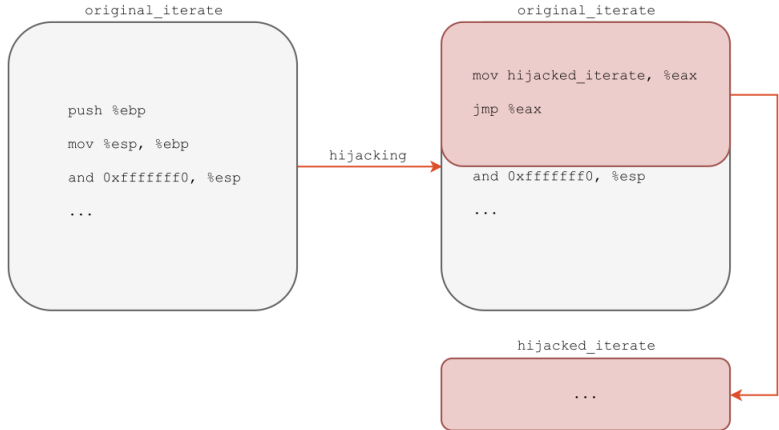 original_iterate
push %ebp
mov %esp, %ebp
and 0xfffffff0, %esp
...
hijacking
original_iterate
mov hijacked_iterate, %eax
jmp %eax
and 0xfffffff0, %esp
...
hijacked_iterate
...